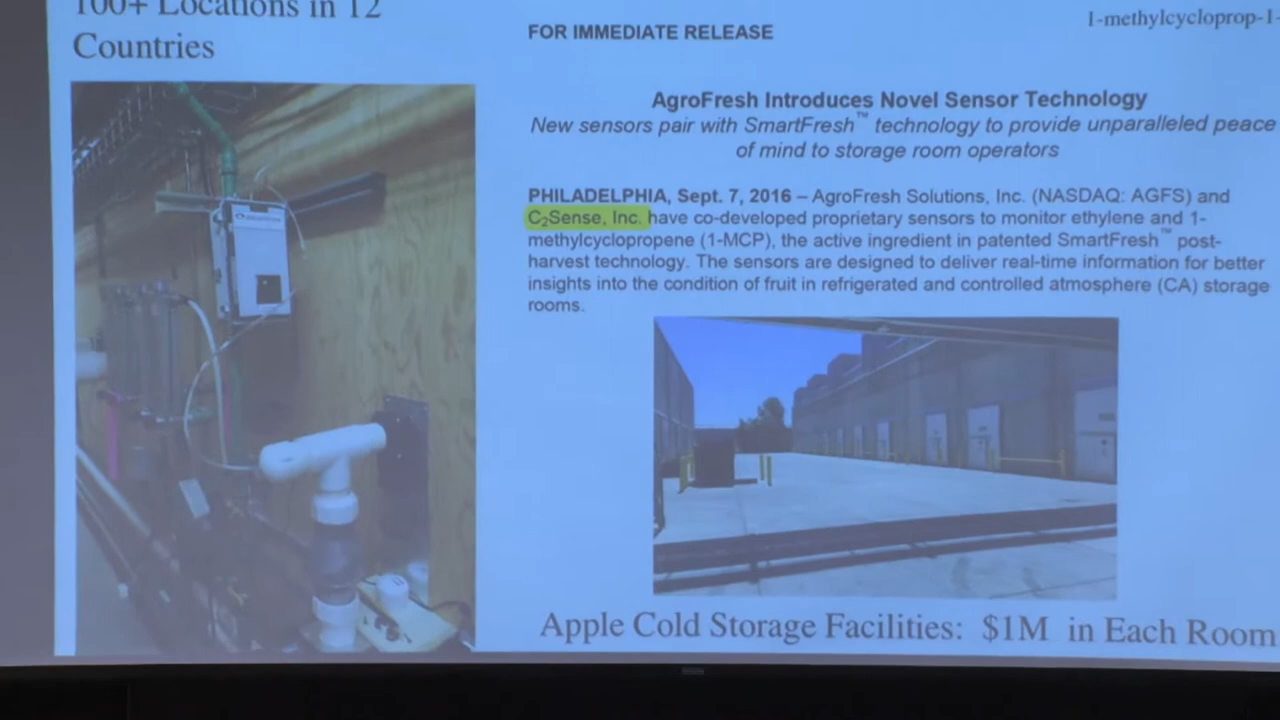 100+ Locations in 12
Countries
1-methylcycloprop-1-
FOR IMMEDIATE RELEASE
AgroFresh Introduces Novel Sensor Technology
New sensors pair with SmartFresh™ technology to provide unparalleled peace
of mind to storage room operators
PHILADELPHIA, Sept. 7, 2016 – AgroFresh Solutions, Inc. (NASDAQ: AGFS) and
C₂Sense, Inc. have co-developed proprietary sensors to monitor ethylene and 1-
methylcyclopropene (1-MCP), the active ingredient in patented SmartFresh™ post-
harvest technology. The sensors are designed to deliver real-time information for better
insights into the condition of fruit in refrigerated and controlled atmosphere (CA) storage
rooms.
Apple Cold Storage Facilities: $1M in Each Room